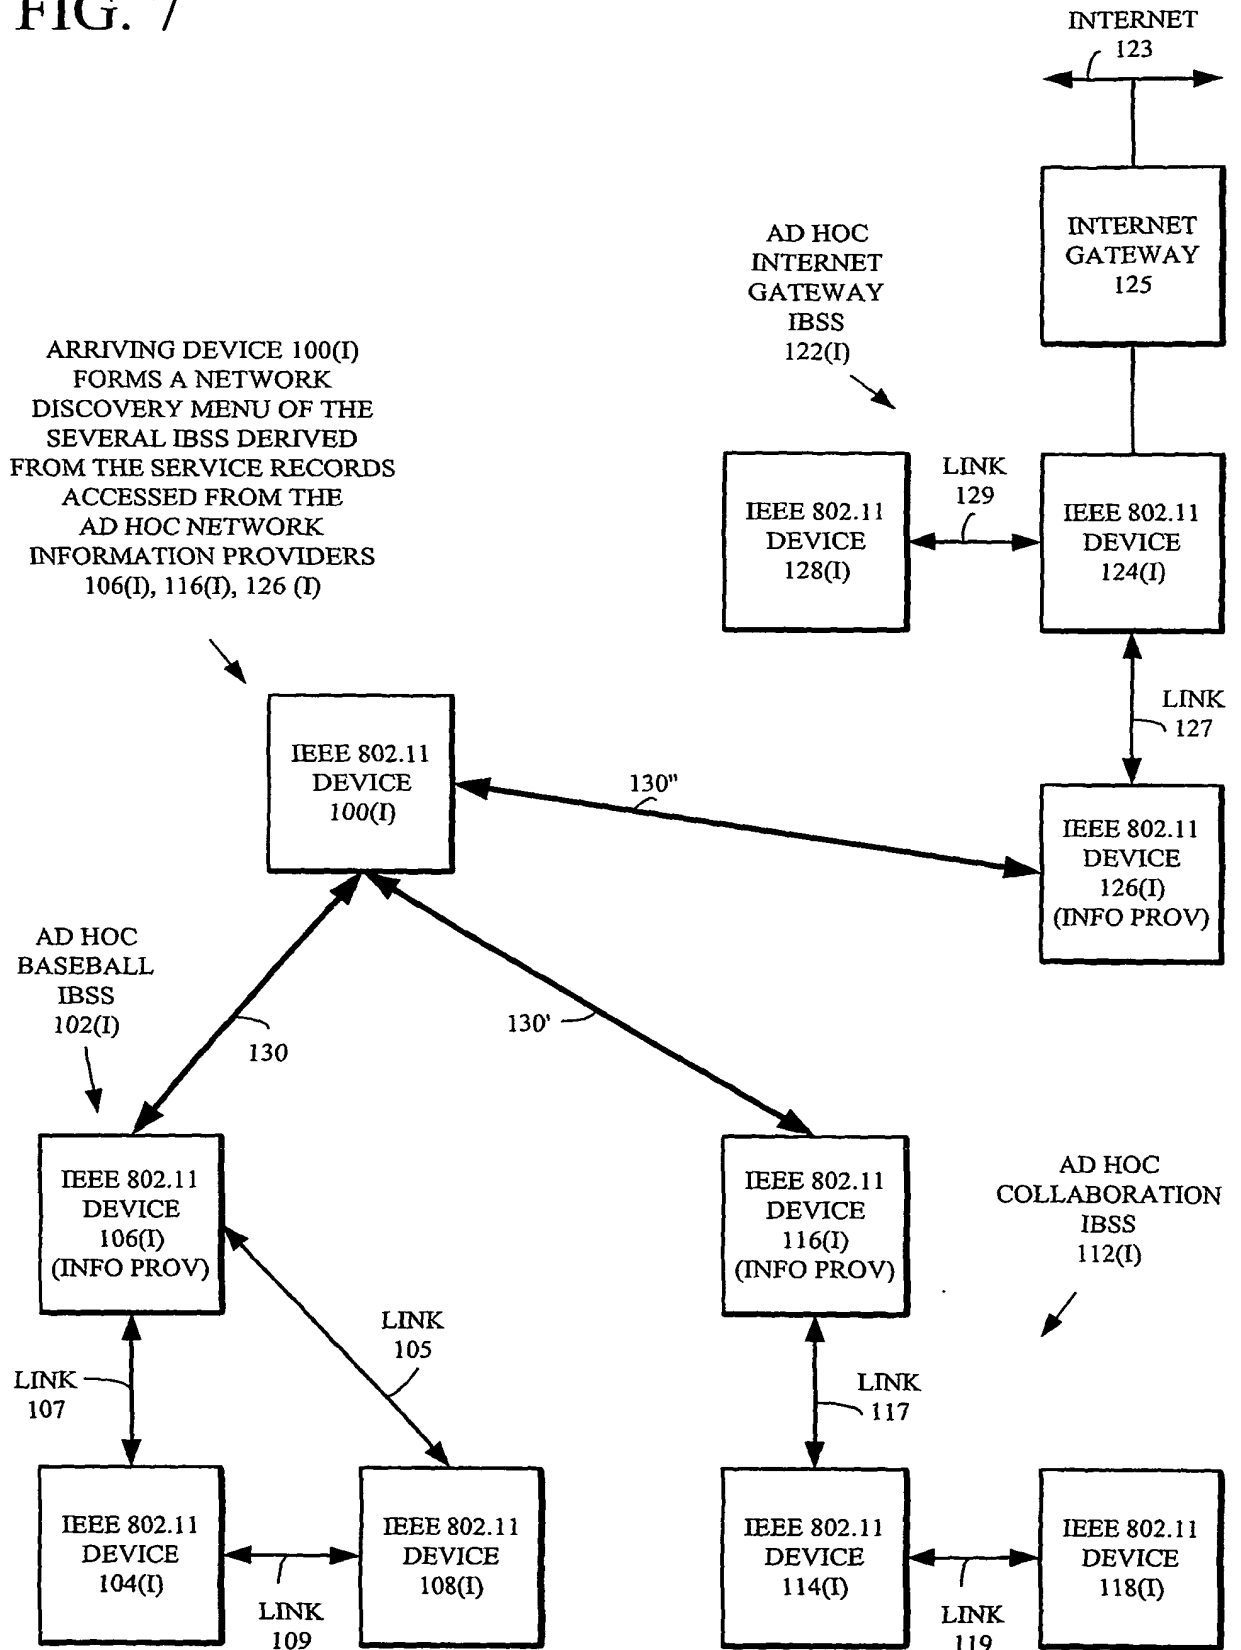 FIG. 7
INTERNET
123
INTERNET
GATEWAY
125
AD HOC
INTERNET
GATEWAY
IBSS
122(I)
ARRIVING DEVICE 100(I)
FORMS A NETWORK
DISCOVERY MENU OF THE
SEVERAL IBSS DERIVED
FROM THE SERVICE RECORDS
ACCESSED FROM THE
AD HOC NETWORK
INFORMATION PROVIDERS
106(I), 116(I), 126 (I)
IEEE 802.11
DEVICE
128(I)
LINK
129
IEEE 802.11
DEVICE
124(I)
LINK
127
IEEE 802.11
DEVICE
100(I)
130"
IEEE 802.11
DEVICE
126(I)
(INFO PROV)
AD HOC
BASEBALL
IBSS
102(I)
130
130'
IEEE 802.11
DEVICE
106(I)
(INFO PROV)
IEEE 802.11
DEVICE
116(I)
(INFO PROV)
AD HOC
COLLABORATION
IBSS
112(I)
LINK
105
LINK
107
LINK
117
IEEE 802.11
DEVICE
104(I)
LINK
109
IEEE 802.11
DEVICE
108(I)
IEEE 802.11
DEVICE
114(I)
LINK
119
IEEE 802.11
DEVICE
118(I)